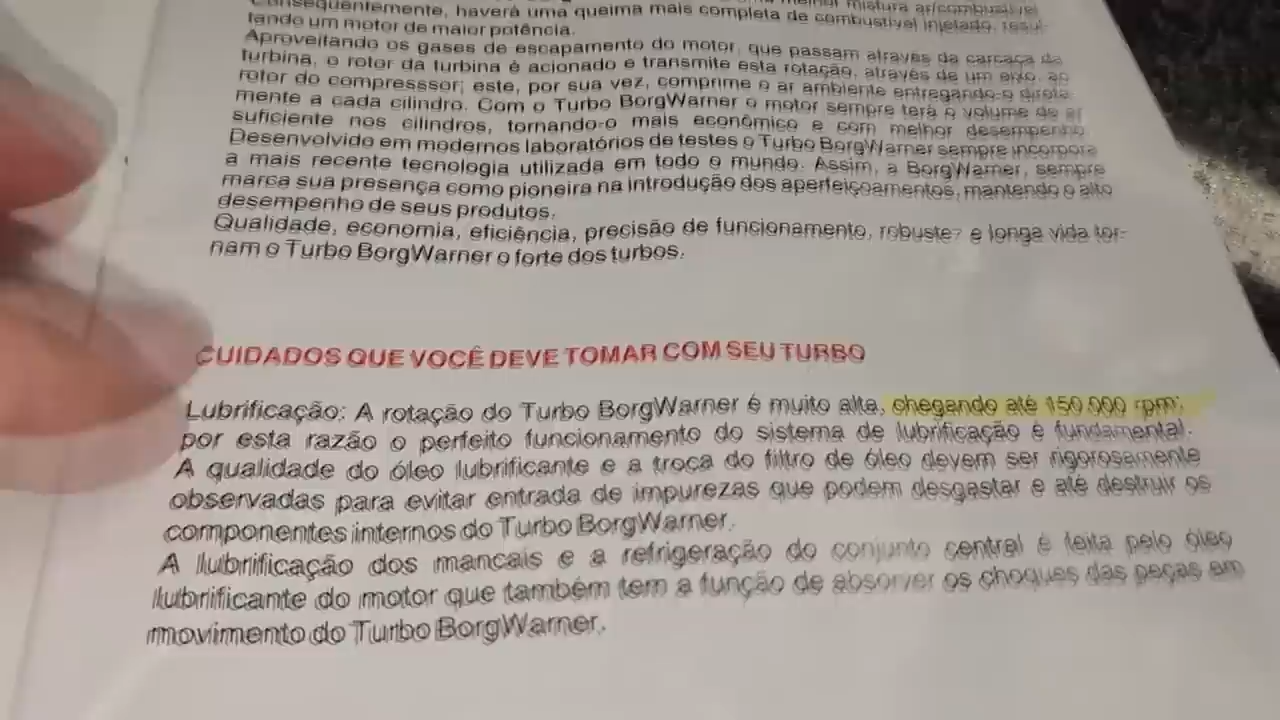 Consequentemente, haverá uma queima mais completa de combustível injetado, resul-
tando um motor de maior potência.
Aproveitando os gases de escapamento do motor, que passam através da carcaça da
turbina, o rotor da turbina é acionado e transmite esta rotação, através de um eixo, ao
rotor do compresssor; este, por sua vez, comprime o ar ambiente entregando-o direta-
mente a cada cilindro. Com o Turbo BorgWarner o motor sempre terá o volume de ar
suficiente nos cilindros, tornando-o mais econômico e com melhor desempenho.
Desenvolvido em modernos laboratórios de testes o Turbo BorgWarner sempre incorpora
a mais recente tecnologia utilizada em todo o mundo. Assim, a BorgWarner, sempre
marca sua presença como pioneira na introdução dos aperfeiçoamentos, mantendo o alto
desempenho de seus produtos.
Qualidade, economia, eficiência, precisão de funcionamento, robustez e longa vida tor-
nam o Turbo BorgWarner o forte dos turbos.
CUIDADOS QUE VOCÊ DEVE TOMAR COM SEU TURBO
Lubrificação: A rotação do Turbo BorgWarner é muito alta, chegando até 150.000 rpm;
por esta razão o perfeito funcionamento do sistema de lubrificação é fundamental.
A qualidade do óleo lubrificante e a troca do filtro de óleo devem ser rigorosamente
observadas para evitar entrada de impurezas que podem desgastar e até destruir os
componentes internos do Turbo BorgWarner.
A lubrificação dos mancais e a refrigeração do conjunto central é feita pelo óleo
lubrificante do motor que também tem a função de absorver os choques das peças em
movimento do Turbo BorgWarner.